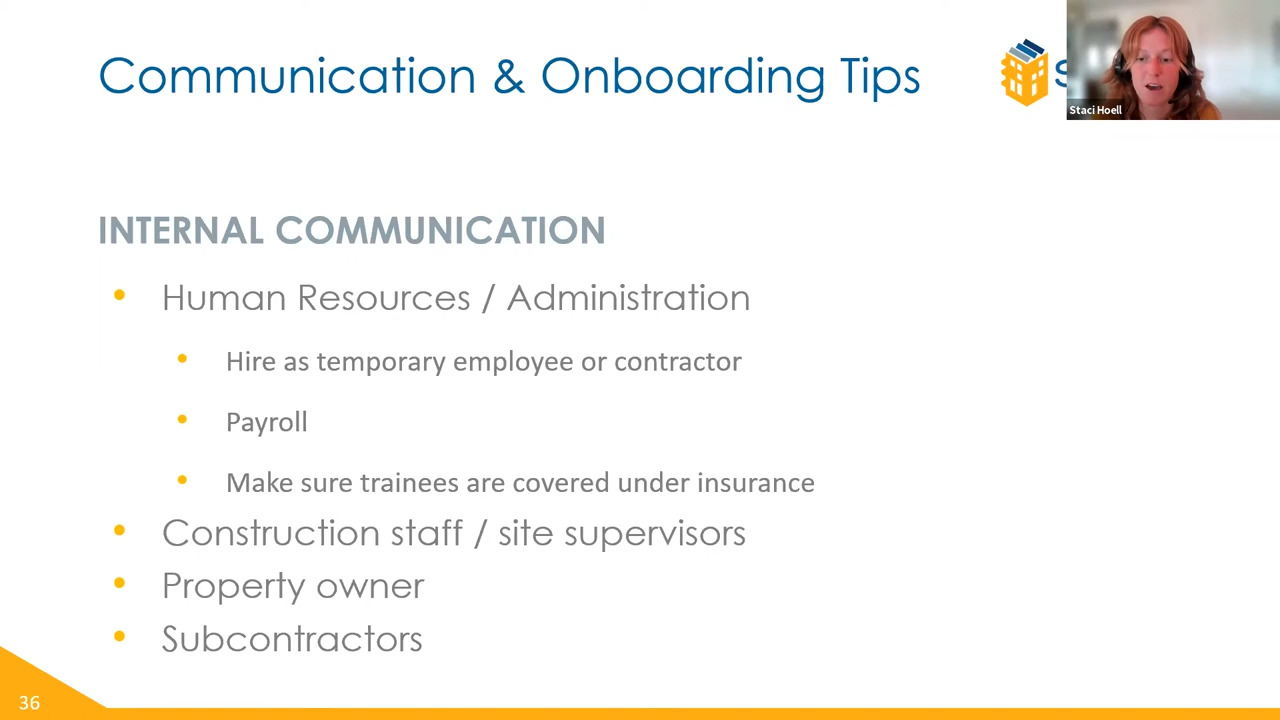 Communication & Onboarding Tips
Staci Hoell
INTERNAL COMMUNICATION
• Human Resources / Administration
• Hire as temporary employee or contractor
• Payroll
• Make sure trainees are covered under insurance
• Construction staff / site supervisors
• Property owner
• Subcontractors
36